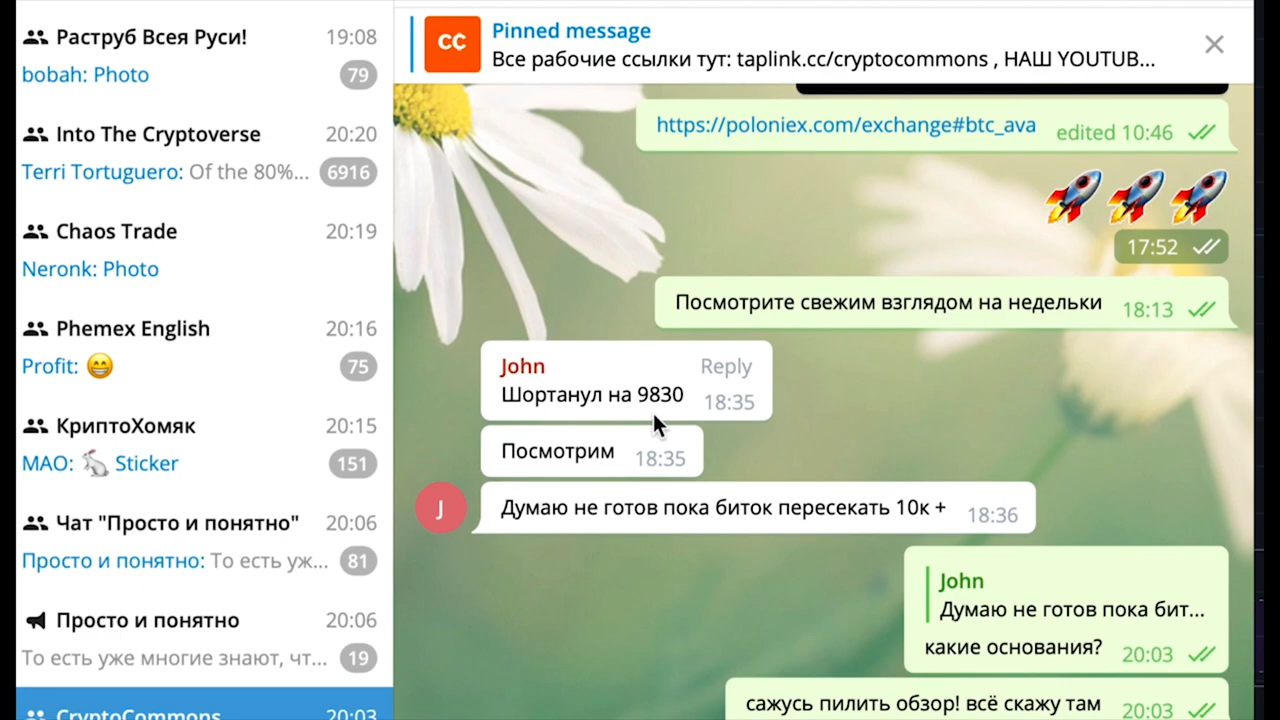 Раструб Всея Руси! 19:08
bobah: Photo 79
Into The Cryptoverse 20:20
Terri Tortuguero: Of the 80%... 6916
Chaos Trade 20:19
Neronk: Photo
Phemex English 20:16
Profit: 😁 75
КриптоХомяк 20:15
МАО: 🐇 Sticker 151
Чат "Просто и понятно" 20:06
Просто и понятно: То есть уж... 81
Просто и понятно 20:06
То есть уже многие знают, чт... 19
CryptoCommons 20:03
CC
Pinned message
Все рабочие ссылки тут: taplink.cc/cryptocommons , НАШ YOUTUB...
https://poloniex.com/exchange#btc_ava edited 10:46
🚀🚀🚀
17:52
Посмотрите свежим взглядом на недельки 18:13
John Reply
Шортанул на 9830 18:35
Посмотрим 18:35
J
Думаю не готов пока биток пересекать 10к + 18:36
John
Думаю не готов пока бит...
какие основания? 20:03
сажусь пилить обзор! всё скажу там 20:03